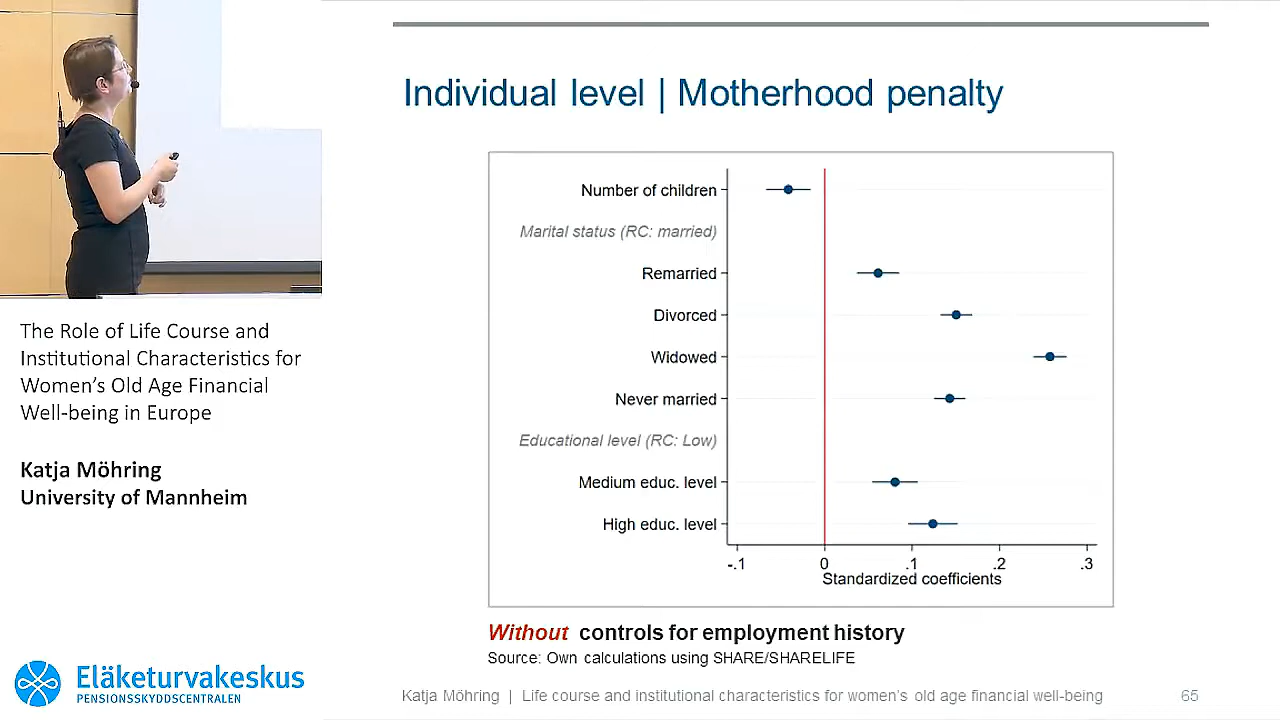 Individual level | Motherhood penalty
Number of children
Marital status (RC: married)
Remarried
Divorced
Widowed
Never married
Educational level (RC: Low)
Medium educ. level
High educ. level
-.1 0 .1 .2 .3
Standardized coefficients
Without controls for employment history
Source: Own calculations using SHARE/SHARELIFE
Katja Möhring | Life course and institutional characteristics for women's old age financial well-being 65
The Role of Life Course and
Institutional Characteristics for
Women's Old Age Financial
Well-being in Europe
Katja Möhring
University of Mannheim
Eläketurvakeskus
PENSIONSSKYDDSCENTRALEN